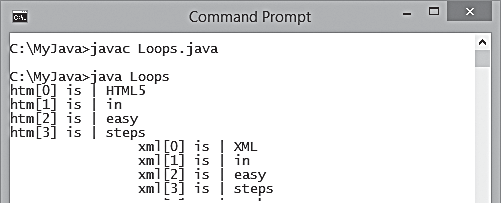 Command Prompt
C:\MyJava>javac Loops.java
C:\MyJava>java Loops
htm[0] is | HTML5
htm[1] is | in
htm[2] is | easy
htm[3] is | steps
xml[0] is | XML
xml[1] is | in
xml[2] is | easy
xml[3] is | steps